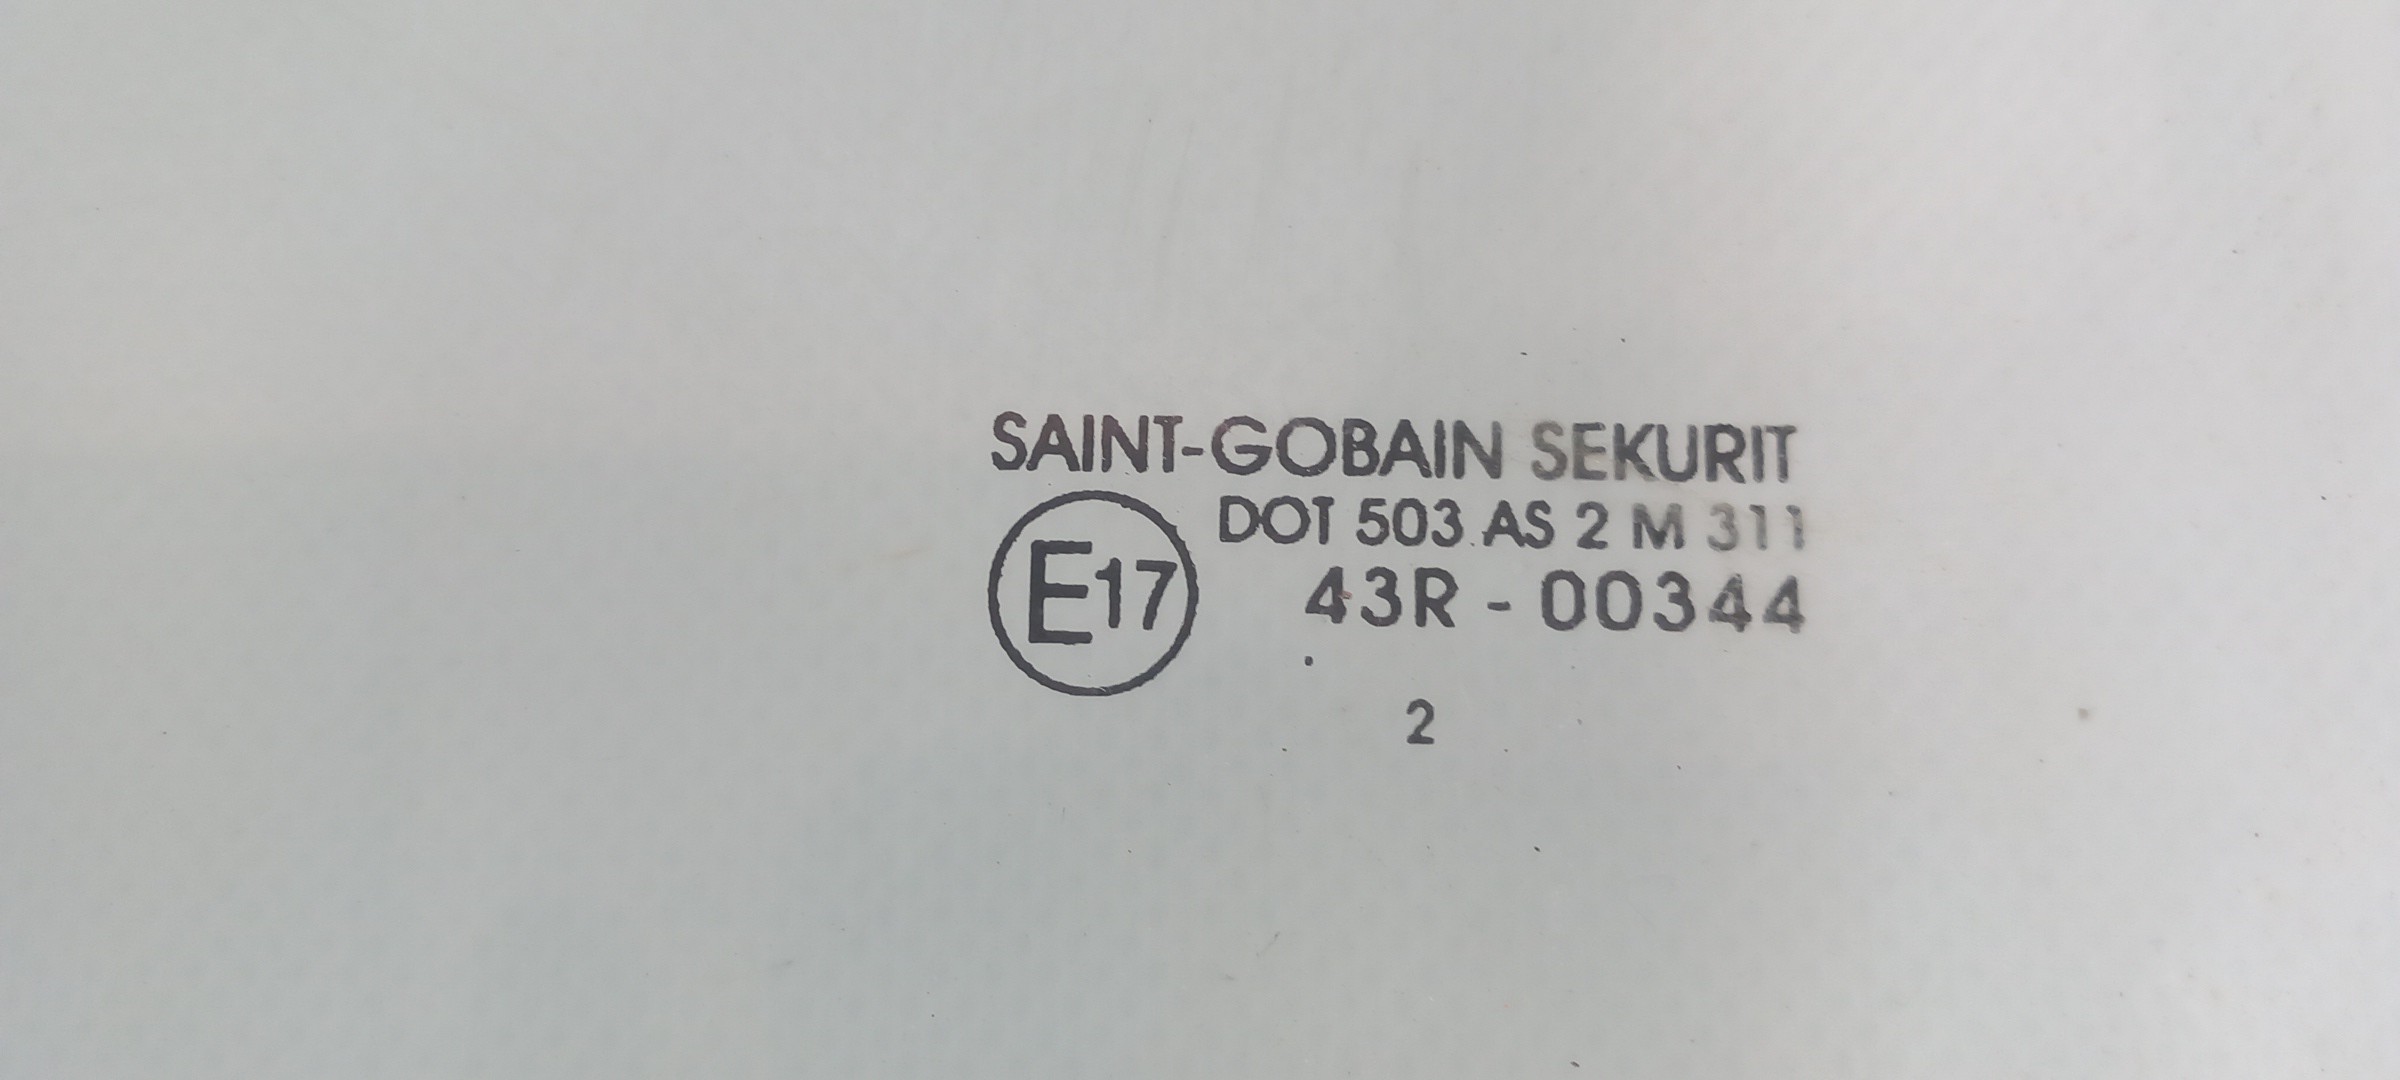 SAINT-GOBAIN SEKURIT
DOT 503 AS 2 M 311
E17
43R - 00344
2